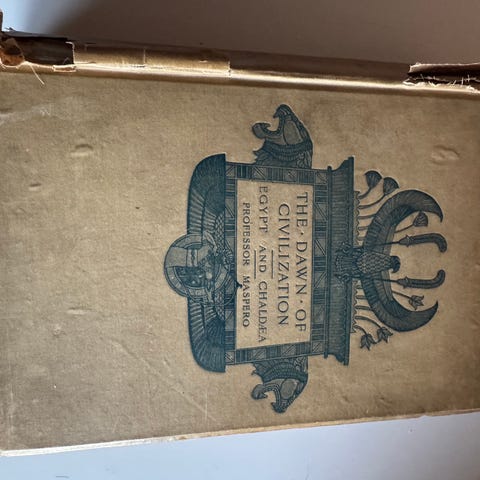 THE · DAWN · OF
CIVILIZATION
EGYPT AND CHALDÆA
PROFESSOR MASPERO